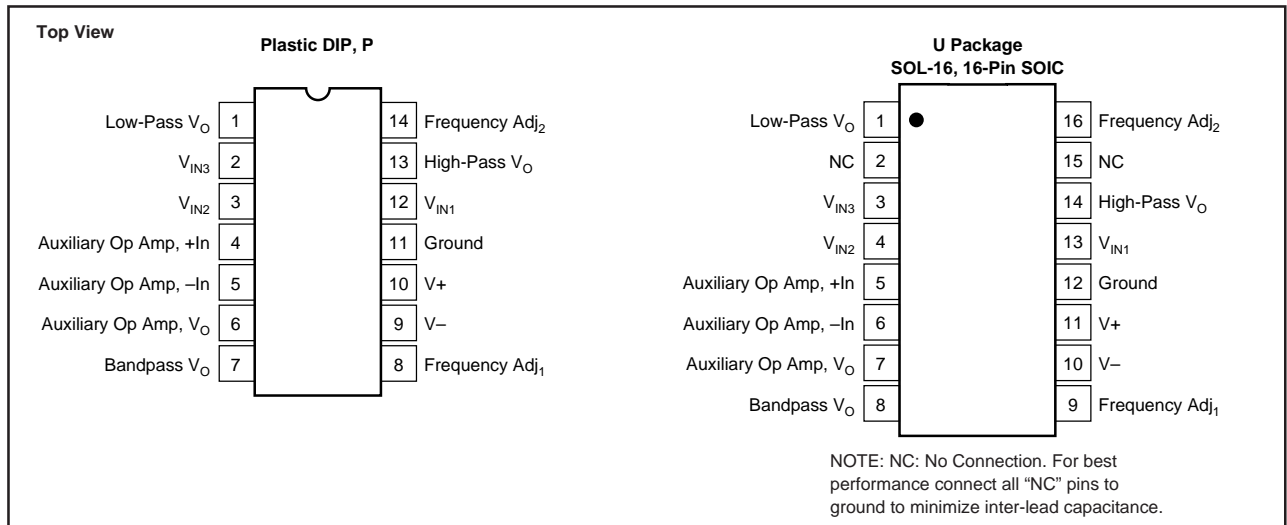 Top View
Plastic DIP, P
Low-Pass V_O 1 14 Frequency Adj_2
V_IN3 2 13 High-Pass V_O
V_IN2 3 12 V_IN1
Auxiliary Op Amp, +In 4 11 Ground
Auxiliary Op Amp, –In 5 10 V+
Auxiliary Op Amp, V_O 6 9 V–
Bandpass V_O 7 8 Frequency Adj_1
U Package
SOL-16, 16-Pin SOIC
Low-Pass V_O 1 16 Frequency Adj_2
NC 2 15 NC
V_IN3 3 14 High-Pass V_O
V_IN2 4 13 V_IN1
Auxiliary Op Amp, +In 5 12 Ground
Auxiliary Op Amp, –In 6 11 V+
Auxiliary Op Amp, V_O 7 10 V–
Bandpass V_O 8 9 Frequency Adj_1
NOTE: NC: No Connection. For best
performance connect all “NC” pins to
ground to minimize inter-lead capacitance.